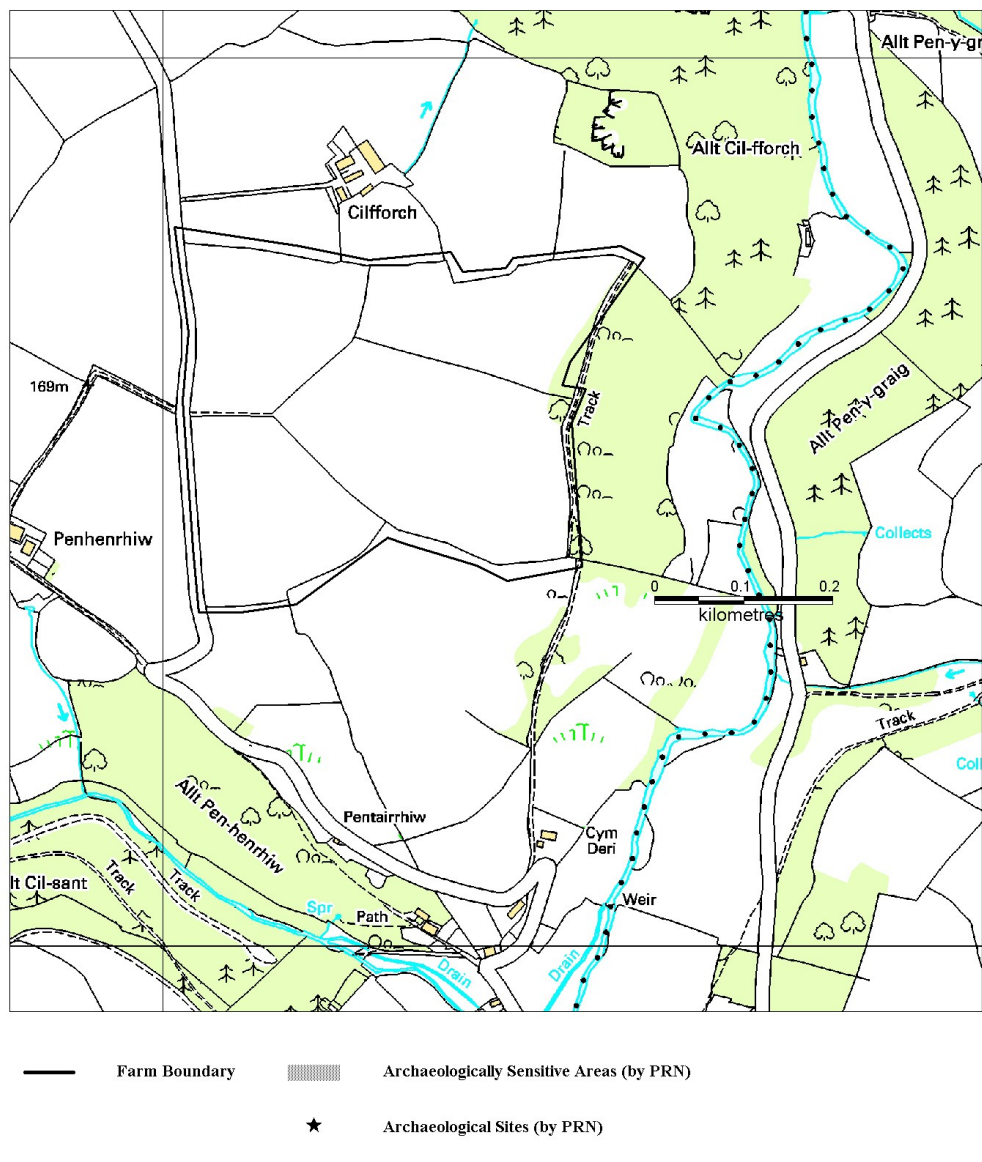 Allt Pen-y-gr
Allt Cil-fforch
Cilfforch
169m
Track
Allt Pen-y-graig
Penhenrhiw
Collects
0 0.1 0.2
kilometres
Track
Coll
Allt Pen-henrhiw
Pentairrhiw
Cym
Deri
lt Cil-sant
Track
Track
Spr
Path
Weir
Drain
Drain
Farm Boundary
Archaeologically Sensitive Areas (by PRN)
Archaeological Sites (by PRN)